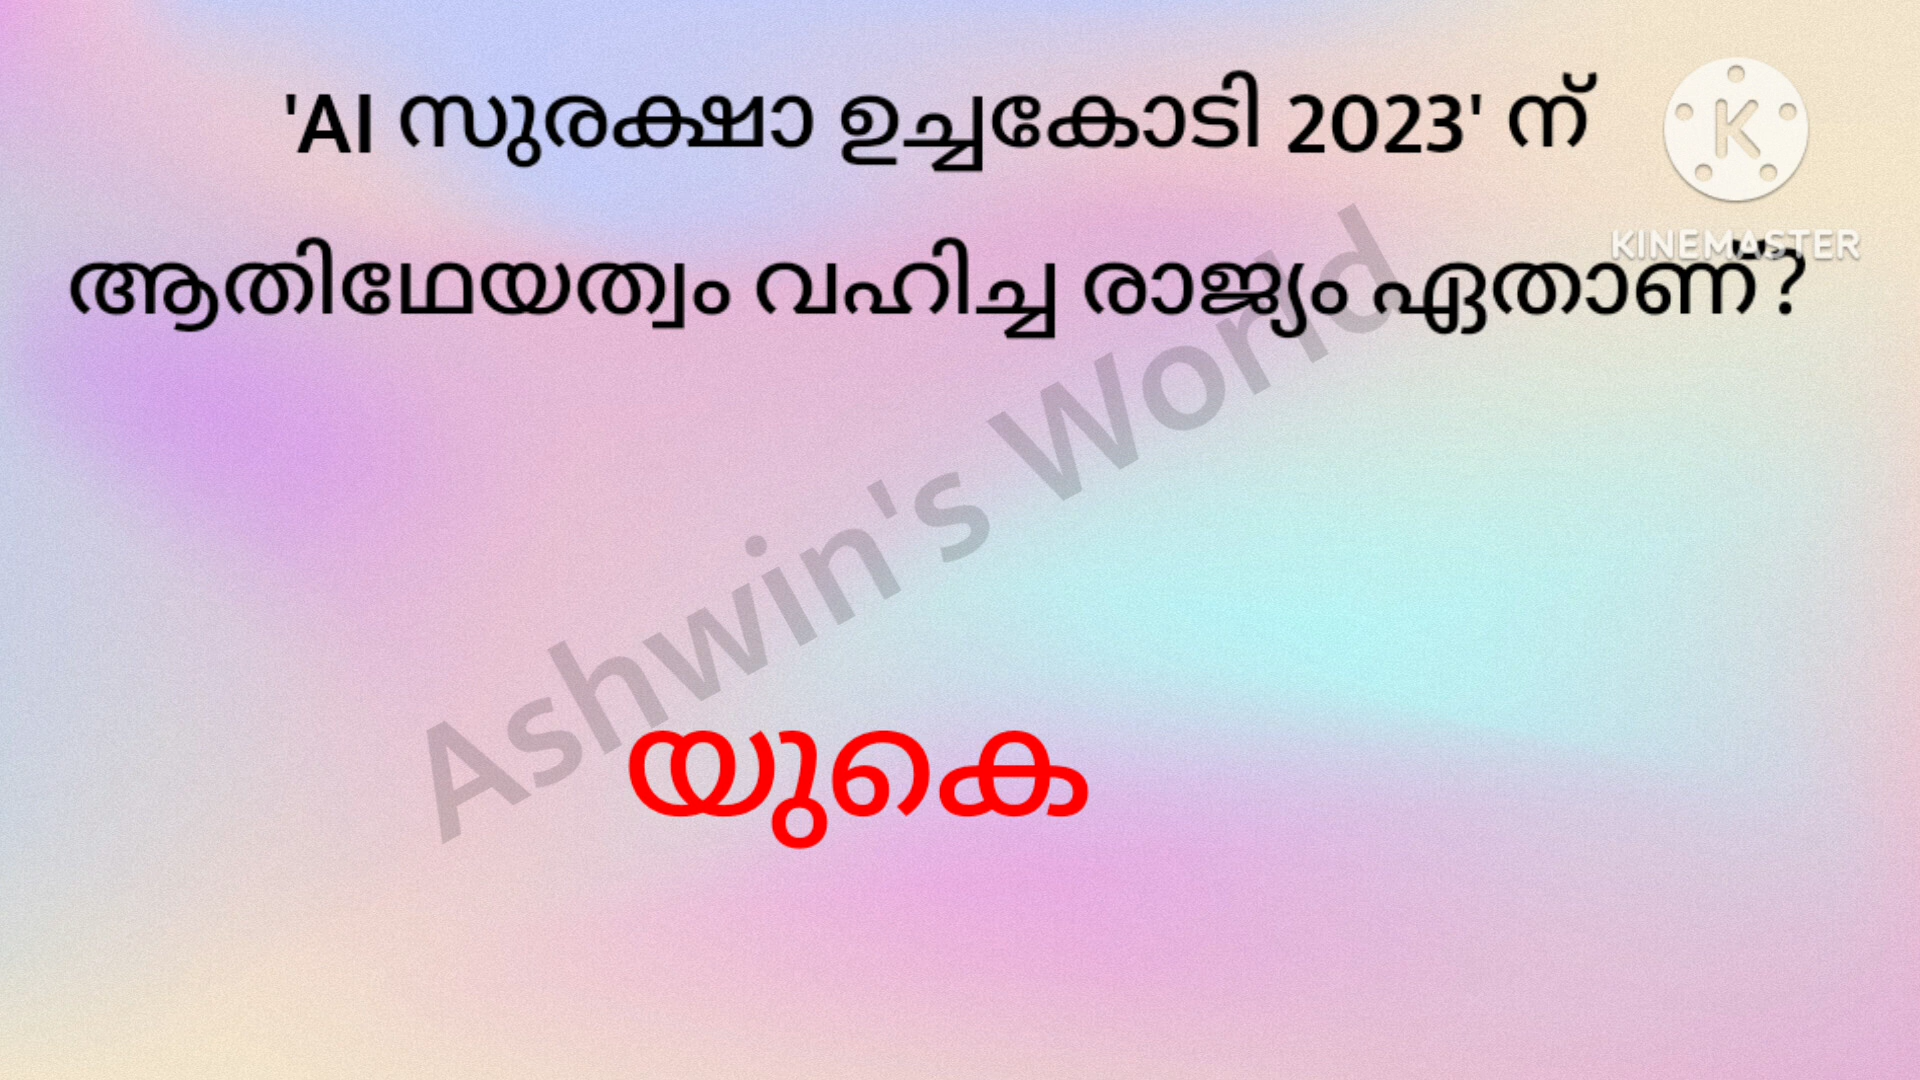 'AI സുരക്ഷാ ഉച്ചകോടി 2023' ന്
ആതിഥേയത്വം വഹിച്ച രാജ്യം ഏതാണ്?
K
KINEMASTER
Ashwin's World
യുകെ